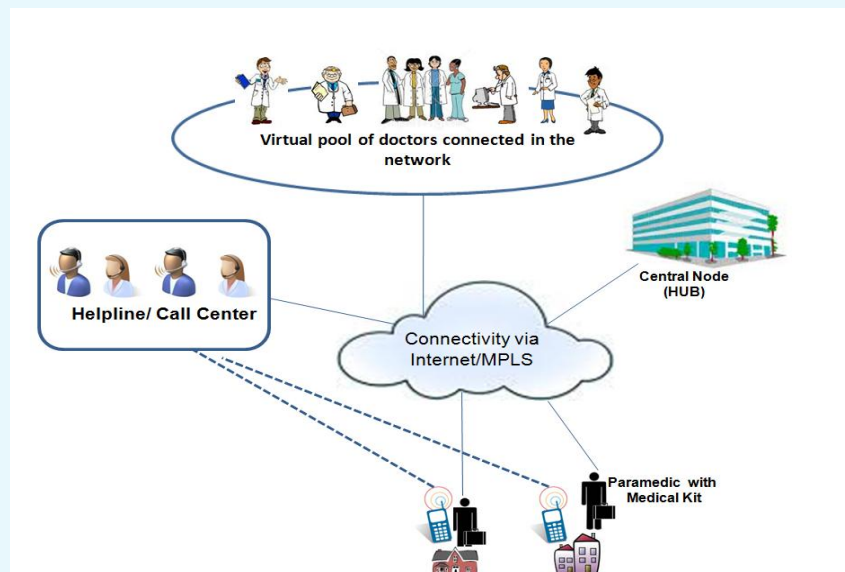 Virtual pool of doctors connected in the
network
Helpline/ Call Center
Central Node
(HUB)
Connectivity via
Internet/MPLS
Paramedic with
Medical Kit